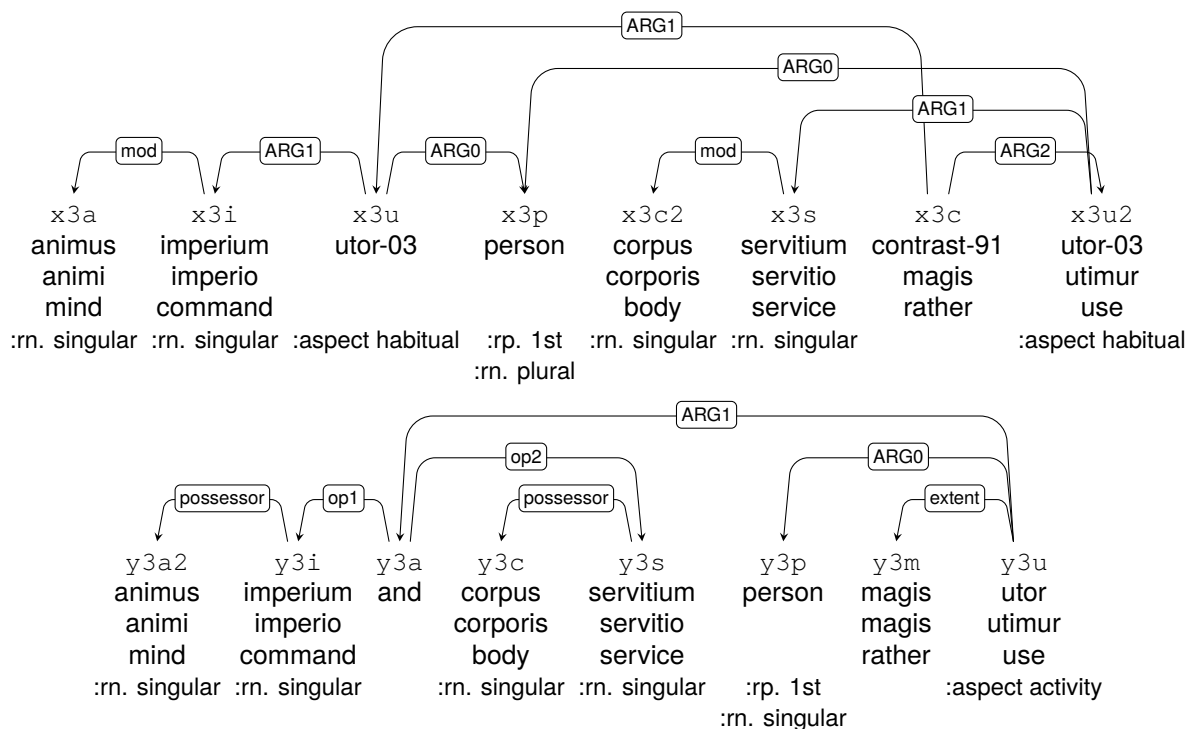 ARG1
ARG0
ARG1
mod ARG1 ARG0 mod ARG2
x3a x3i x3u x3p x3c2 x3s x3c x3u2
animus imperium utor-03 person corpus servitium contrast-91 utor-03
animi imperio corporis servitio magis utimur
mind command body service rather use
:rn. singular :rn. singular :aspect habitual :rp. 1st :rn. singular :rn. singular :aspect habitual
:rn. plural
ARG1
op2 ARG0
possessor op1 possessor extent
y3a2 y3i y3a y3c y3s y3p y3m y3u
animus imperium and corpus servitium person magis utor
animi imperio corporis servitio magis utimur
mind command body service rather use
:rn. singular :rn. singular :rn. singular :rn. singular :rp. 1st :aspect activity
:rn. singular